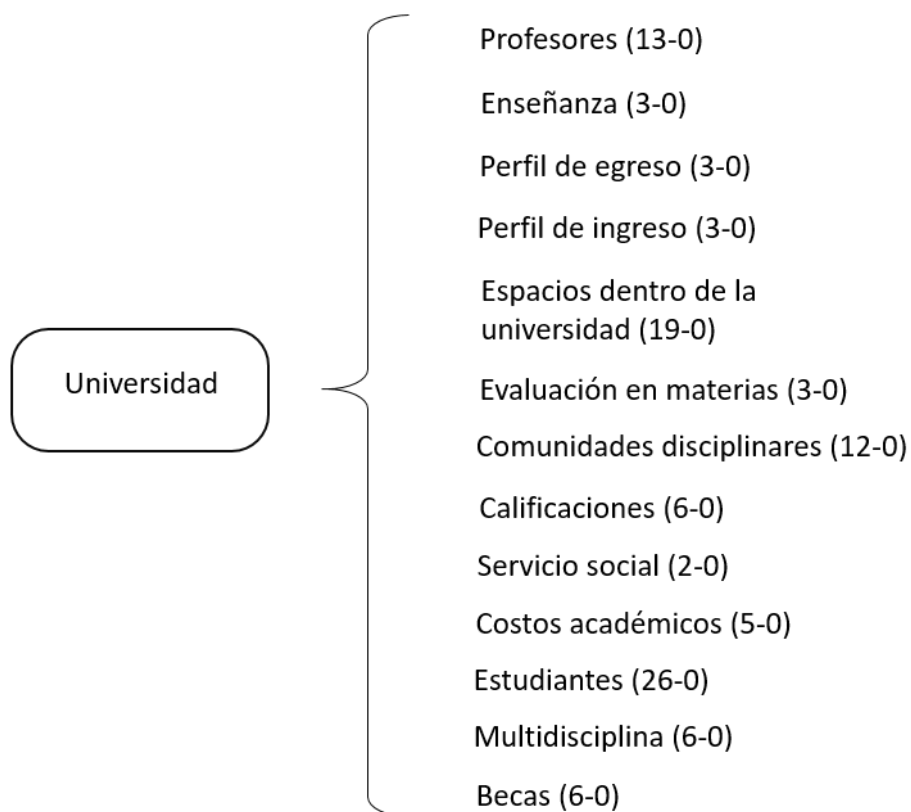 Profesores (13-0)
Enseñanza (3-0)
Perfil de egreso (3-0)
Perfil de ingreso (3-0)
Espacios dentro de la
universidad (19-0)
Universidad
Evaluación en materias (3-0)
Comunidades disciplinares (12-0)
Calificaciones (6-0)
Servicio social (2-0)
Costos académicos (5-0)
Estudiantes (26-0)
Multidisciplina (6-0)
Becas (6-0)